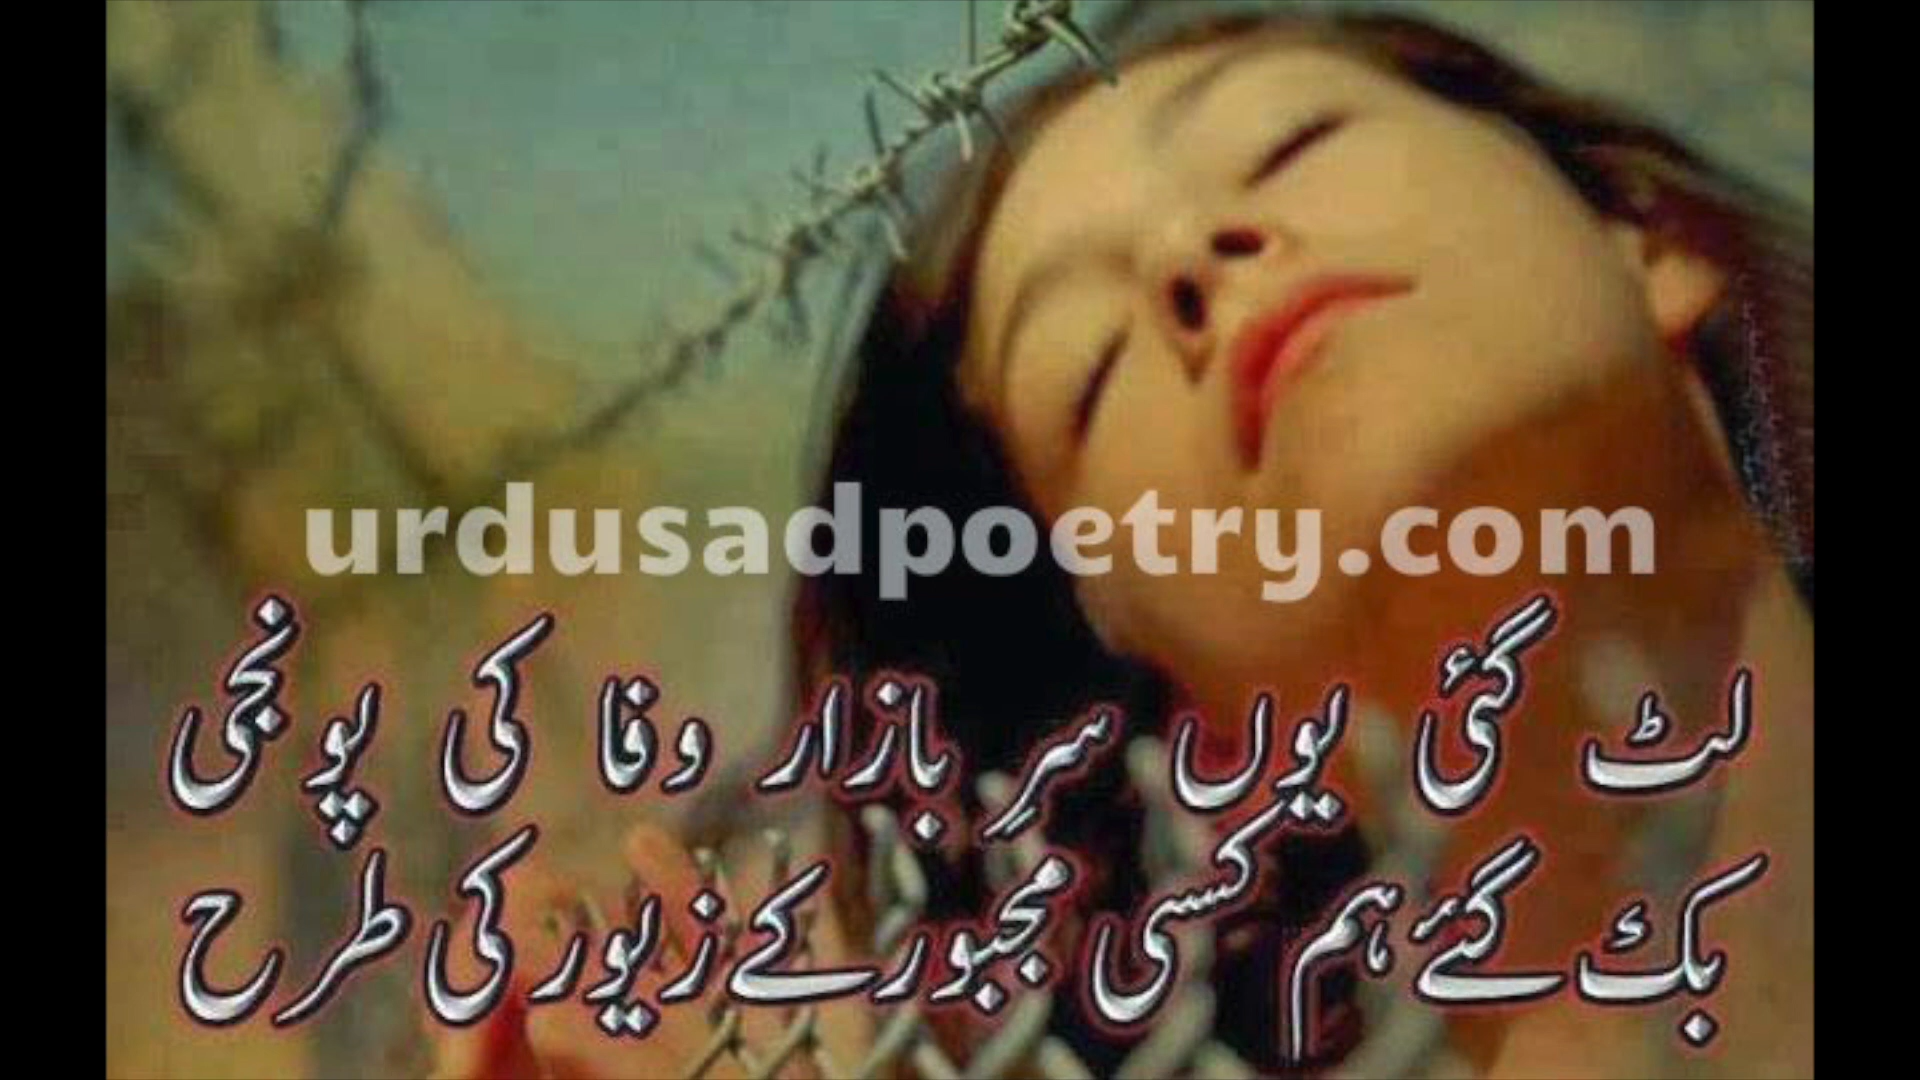 urdusadpoetry.com
لٹ گئی یوں سرِ بازار وفا کی پونجی
بک گئے ہم کسی مجبور کے زیور کی طرح